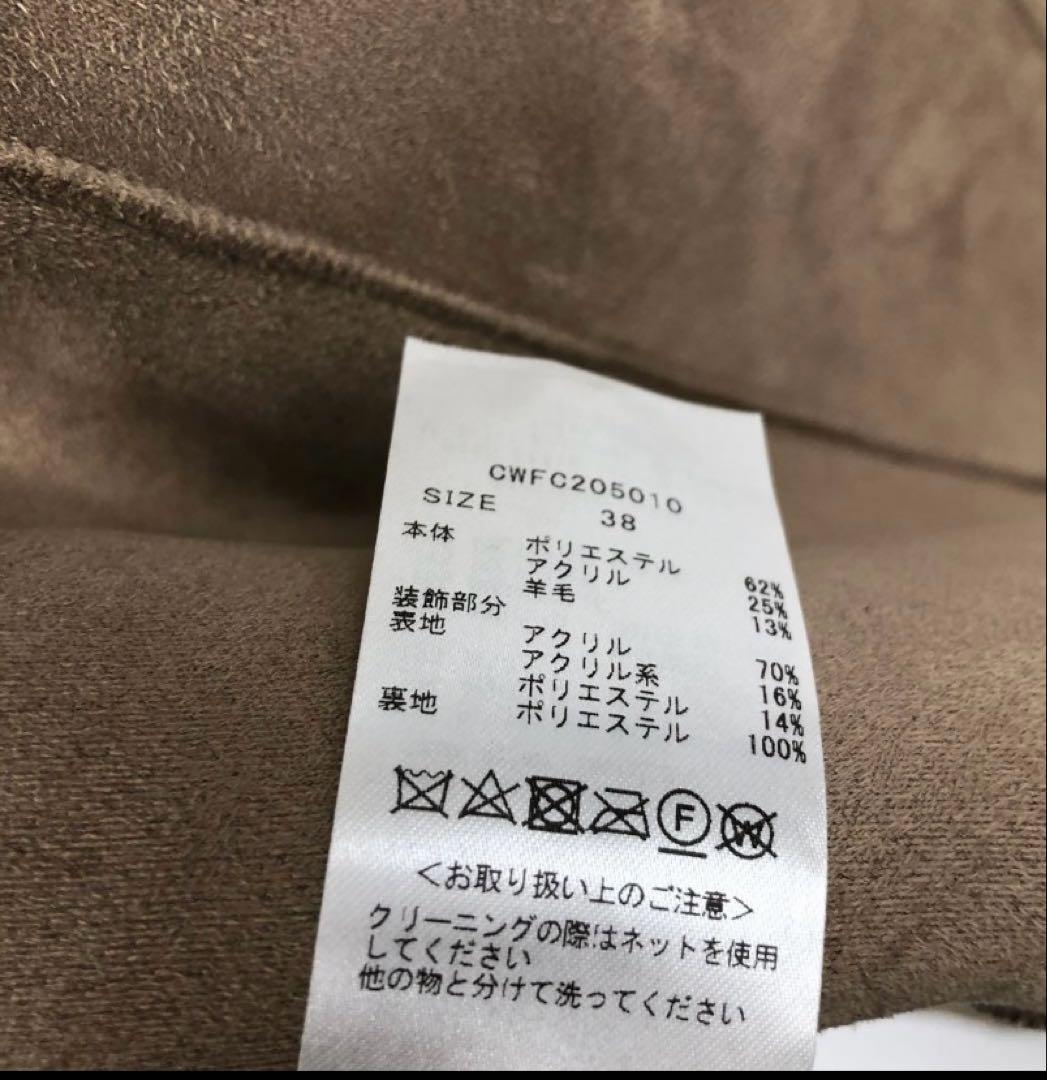 CWFC205010
SIZE 38
本体 ポリエステル 62%
アクリル 25%
羊毛 13%
装飾部分
表地 アクリル 70%
アクリル系 16%
ポリエステル 14%
裏地 ポリエステル 100%
F W
<お取り扱い上のご注意>
クリーニングの際はネットを使用
してください
他の物と分けて洗ってください